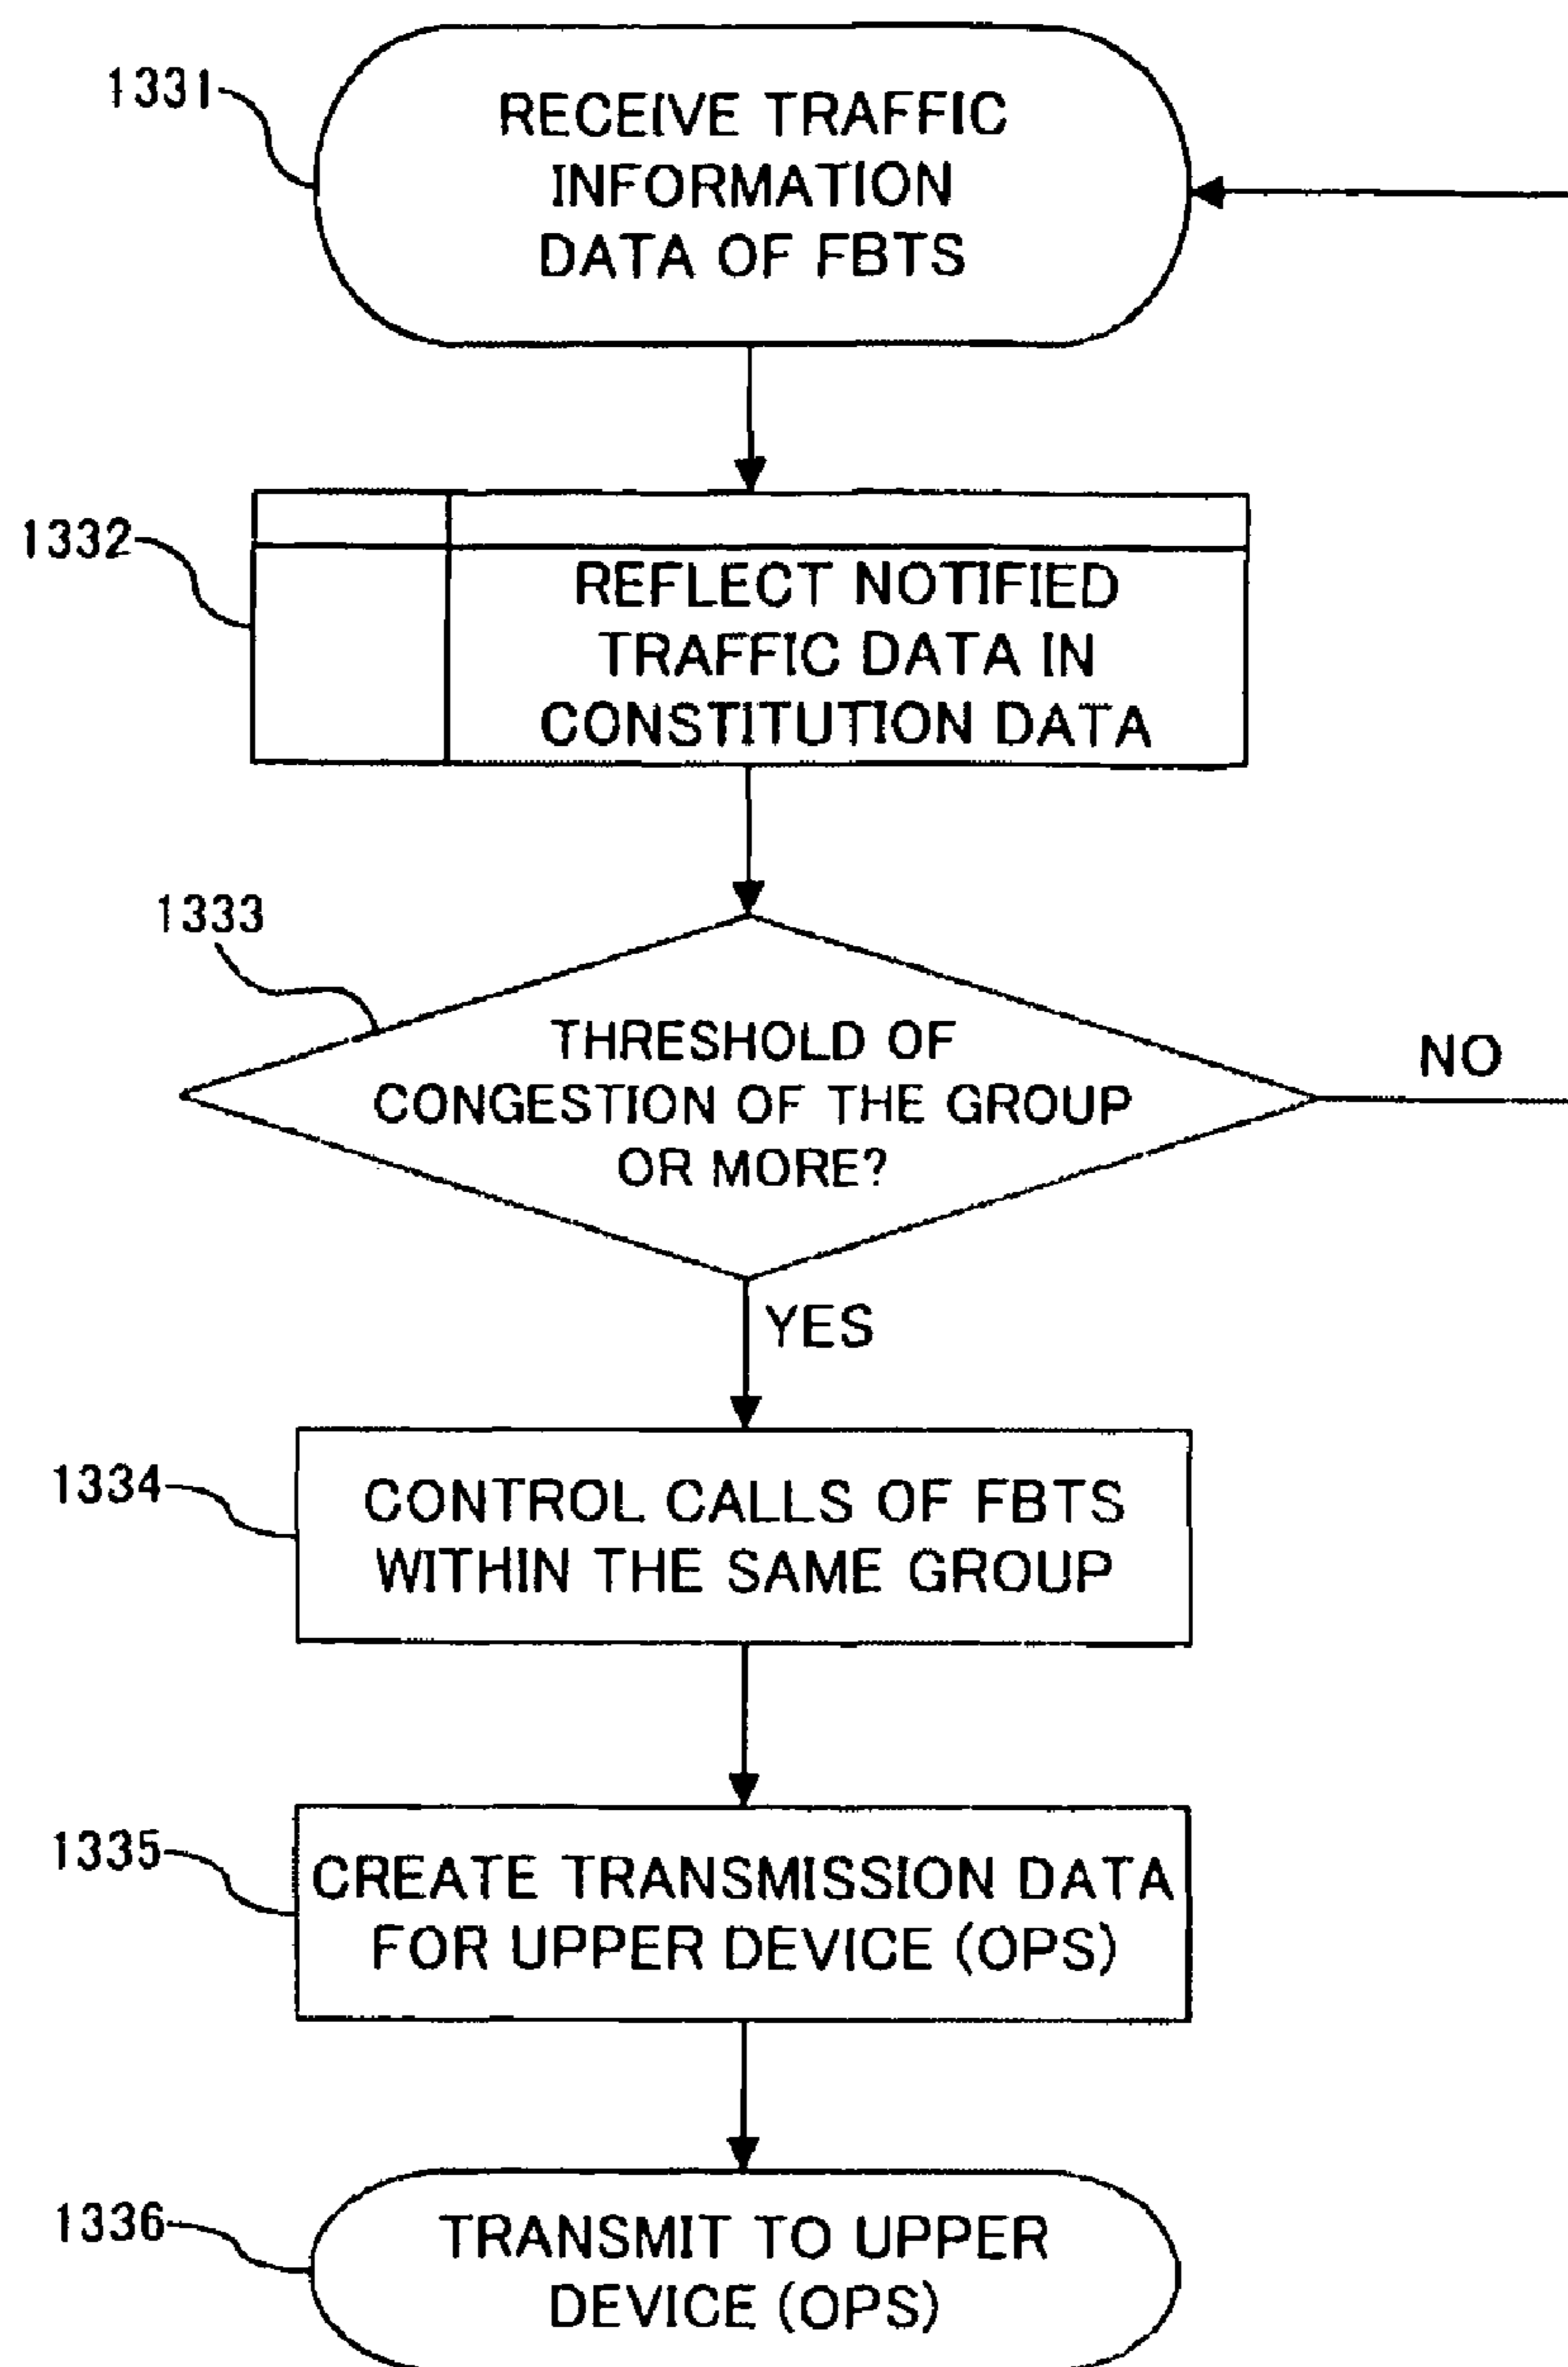 1331
RECEIVE TRAFFIC
INFORMATION
DATA OF FBTS
1332
REFLECT NOTIFIED
TRAFFIC DATA IN
CONSTITUTION DATA
1333
THRESHOLD OF
CONGESTION OF THE GROUP
OR MORE?
NO
YES
1334
CONTROL CALLS OF FBTS
WITHIN THE SAME GROUP
1335
CREATE TRANSMISSION DATA
FOR UPPER DEVICE (OPS)
1336
TRANSMIT TO UPPER
DEVICE (OPS)